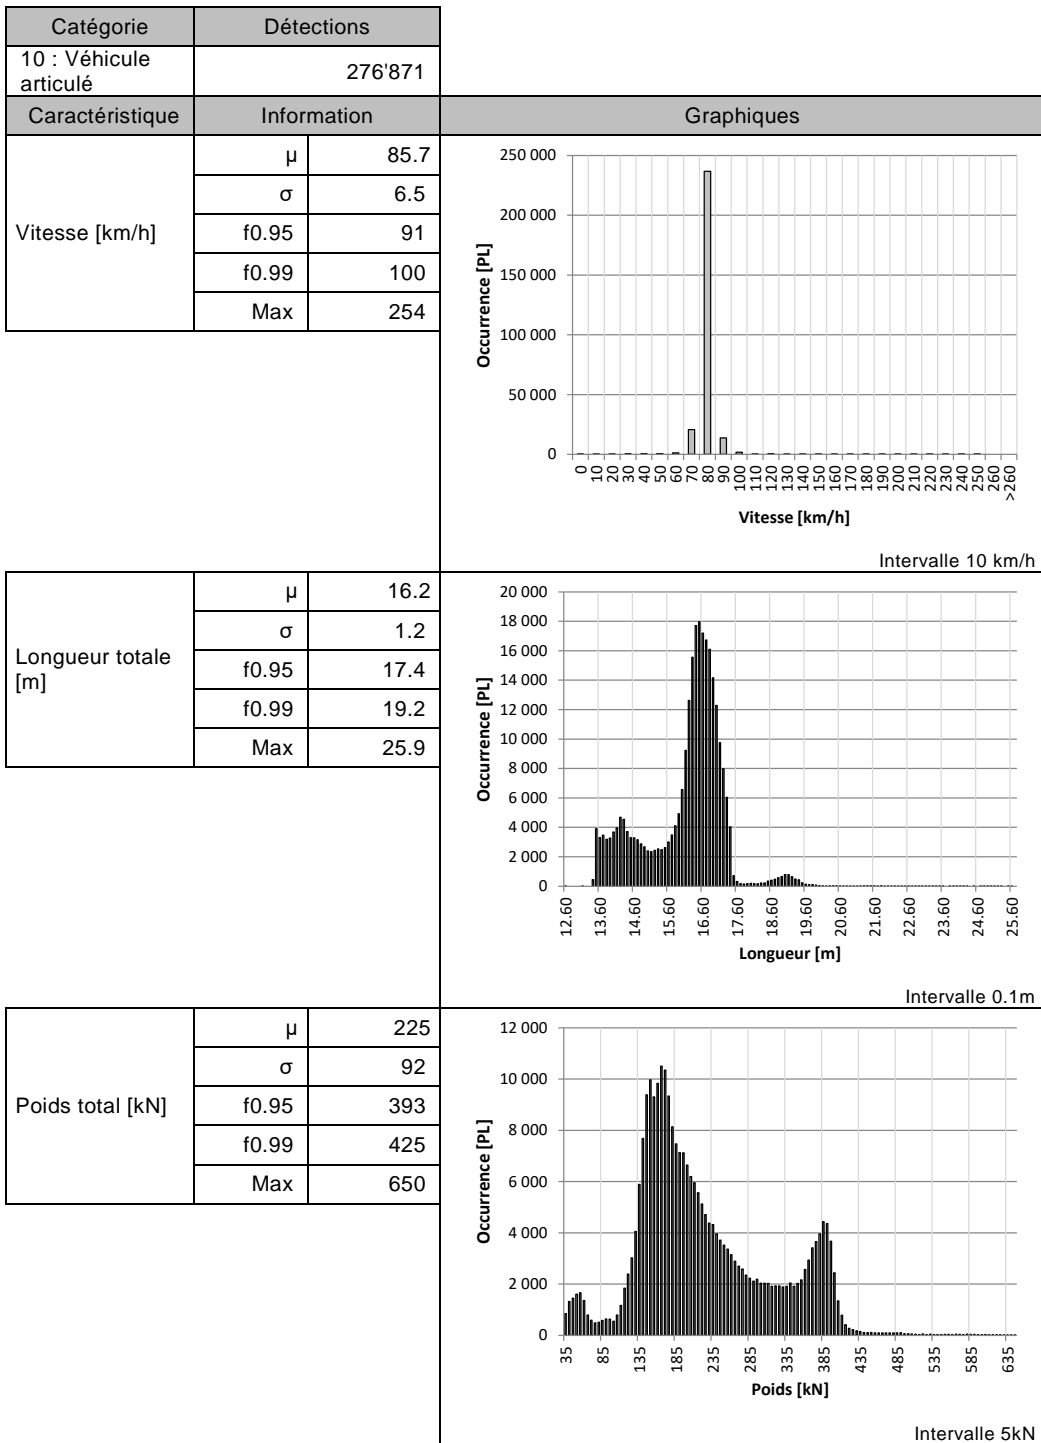 Catégorie Détections
10 : Véhicule
articulé
276'871
Caractéristique Information Graphiques
Vitesse [km/h]
µ 85.7
σ 6.5
f0.95 91
f0.99 100
Max 254
250 000
200 000
150 000
100 000
50 000
0
Occurrence [PL]
0 10 20 30 40 50 60 70 80 90 100 110 120 130 140 150 160 170 180 190 200 210 220 230 240 250 260 >260
Vitesse [km/h]
Intervalle 10 km/h
Longueur totale
[m]
µ 16.2
σ 1.2
f0.95 17.4
f0.99 19.2
Max 25.9
20 000
18 000
16 000
14 000
12 000
10 000
8 000
6 000
4 000
2 000
0
Occurrence [PL]
12.60 13.60 14.60 15.60 16.60 17.60 18.60 19.60 20.60 21.60 22.60 23.60 24.60 25.60
Longueur [m]
Intervalle 0.1m
Poids total [kN]
µ 225
σ 92
f0.95 393
f0.99 425
Max 650
12 000
10 000
8 000
6 000
4 000
2 000
0
Occurrence [PL]
35 85 135 185 235 285 335 385 435 485 535 585 635
Poids [kN]
Intervalle 5kN